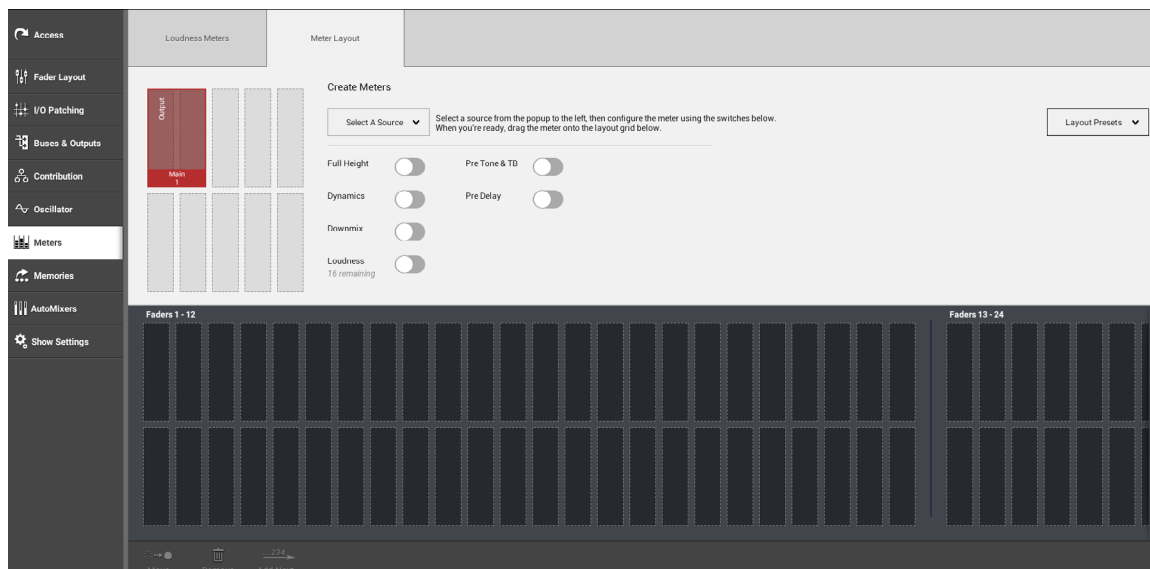 Access
Fader Layout
I/O Patching
Buses & Outputs
Contribution
Oscillator
Meters
Memories
AutoMixers
Show Settings
Loudness Meters
Meter Layout
Output
Main
1
Create Meters
Select A Source
Select a source from the popup to the left, then configure the meter using the switches below.
When you're ready, drag the meter onto the layout grid below.
Layout Presets
Full Height
Pre Tone & TB
Dynamics
Pre Delay
Downmix
Loudness
16 remaining
Faders 1 - 12
Faders 13 - 24
234